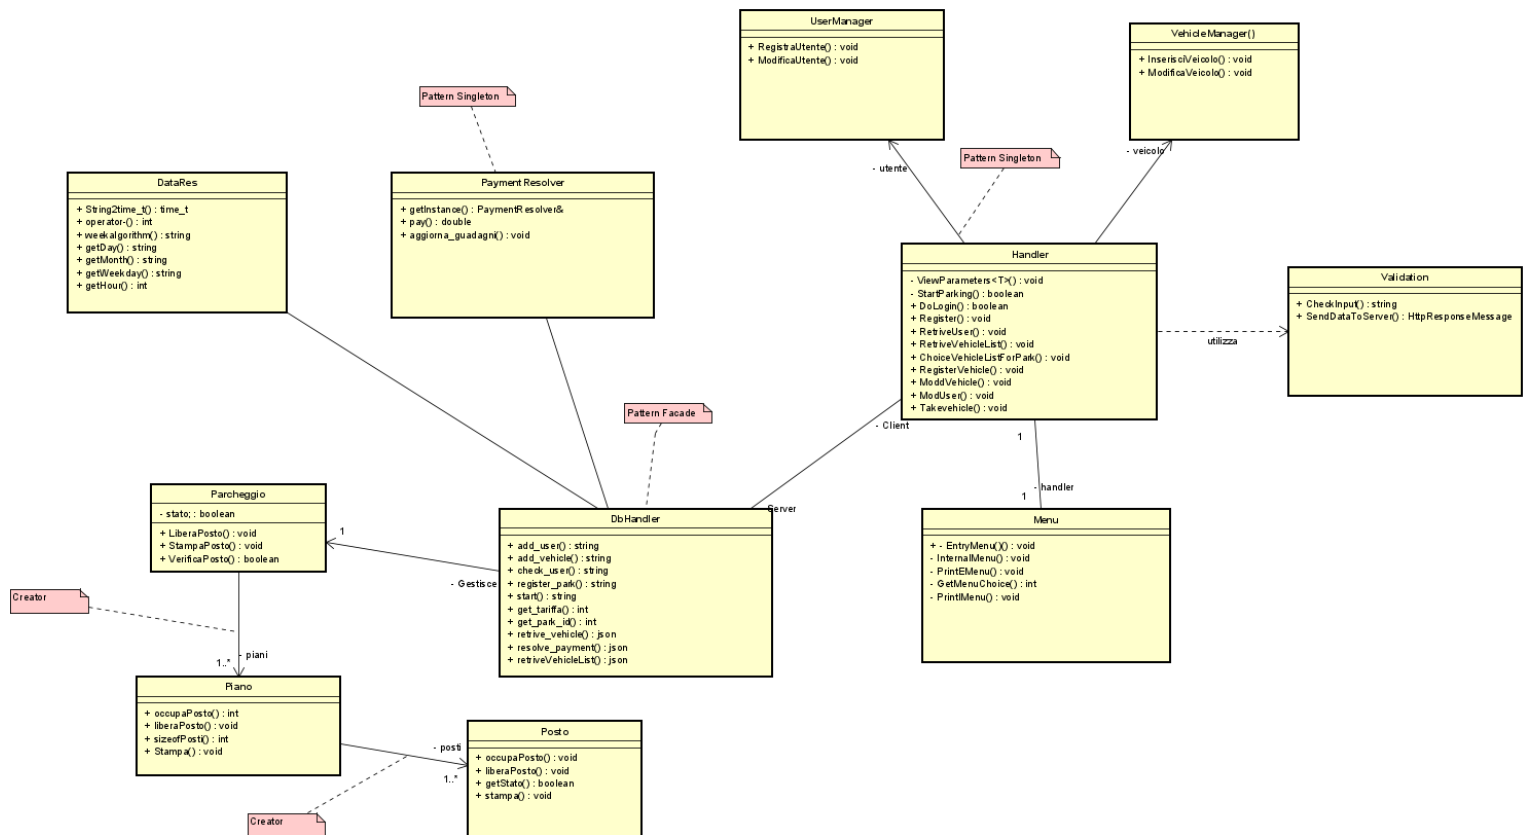 UserManager
+ RegistraUtente() : void
+ ModificaUtente() : void
VehicleManager()
+ InserisciVeicolo() : void
+ ModificaVeicolo() : void
Pattern Singleton
- utente
Pattern Singleton
- veicolo
DataRes
+ String2time_t() : time_t
+ operator-() : int
+ weekalgorithm() : string
+ getDay() : string
+ getMonth() : string
+ getWeekday() : string
+ getHour() : int
PaymentResolver
+ getInstance() : PaymentResolver&
+ pay() : double
+ aggiorna_guadagni() : void
Handler
- ViewParameters<T>() : void
- StartParking() : boolean
+ DoLogin() : boolean
+ Register() : void
+ RetriveUser() : void
+ RetriveVehicleList() : void
+ ChoiceVehicleListForPark() : void
+ RegisterVehicle() : void
+ ModdVehicle() : void
+ ModUser() : void
+ Takevehicle() : void
Validation
+ CheckInput() : string
+ SendDataToServer() : HttpResponseMessage
utilizza
Pattern Facade
- Client
1
- handler
1
- Server
Parcheggio
- stato; : boolean
+ LiberaPosto() : void
+ StampaPosto() : void
+ VerificaPosto() : boolean
1
- Gestisce
DbHandler
+ add_user() : string
+ add_vehicle() : string
+ check_user() : string
+ register_park() : string
+ start() : string
+ get_tariffa() : int
+ get_park_id() : int
+ retrive_vehicle() : json
+ resolve_payment() : json
+ retriveVehicleList() : json
Menu
+ - EntryMenu()() : void
- InternalMenu() : void
- PrintEMenu() : void
- GetMenuChoice() : int
- PrintIMenu() : void
Creator
- piani
1..*
Piano
+ occupaPosto() : int
+ liberaPosto() : void
+ sizeofPosti() : int
+ Stampa() : void
- posti
1..*
Posto
+ occupaPosto() : void
+ liberaPosto() : void
+ getStato() : boolean
+ stampa() : void
Creator